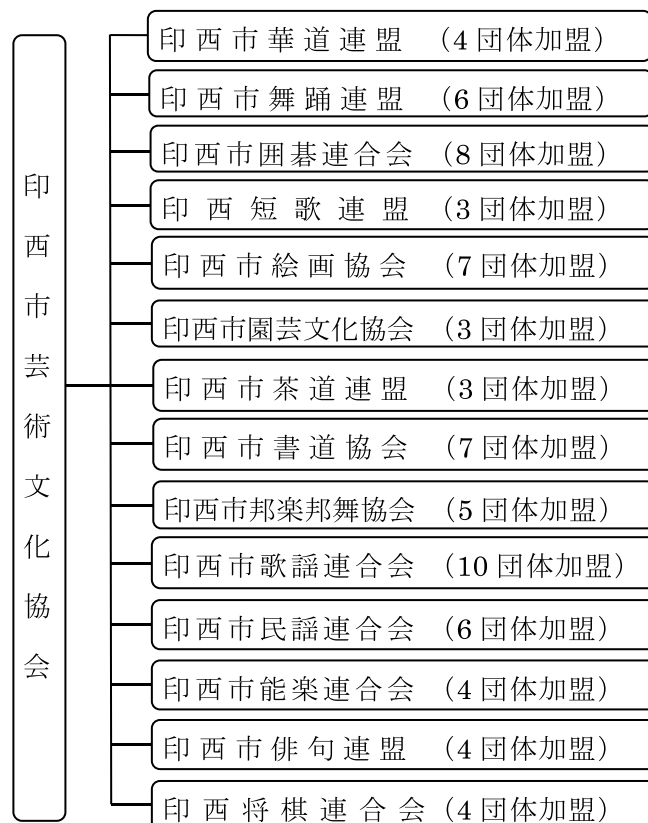 印西市芸術文化協会
印西市華道連盟 (4団体加盟)
印西市舞踊連盟 (6団体加盟)
印西市囲碁連合会 (8団体加盟)
印西短歌連盟 (3団体加盟)
印西市絵画協会 (7団体加盟)
印西市園芸文化協会 (3団体加盟)
印西市茶道連盟 (3団体加盟)
印西市書道協会 (7団体加盟)
印西市邦楽邦舞協会 (5団体加盟)
印西市歌謡連合会 (10団体加盟)
印西市民謡連合会 (6団体加盟)
印西市能楽連合会 (4団体加盟)
印西市俳句連盟 (4団体加盟)
印西将棋連合会 (4団体加盟)